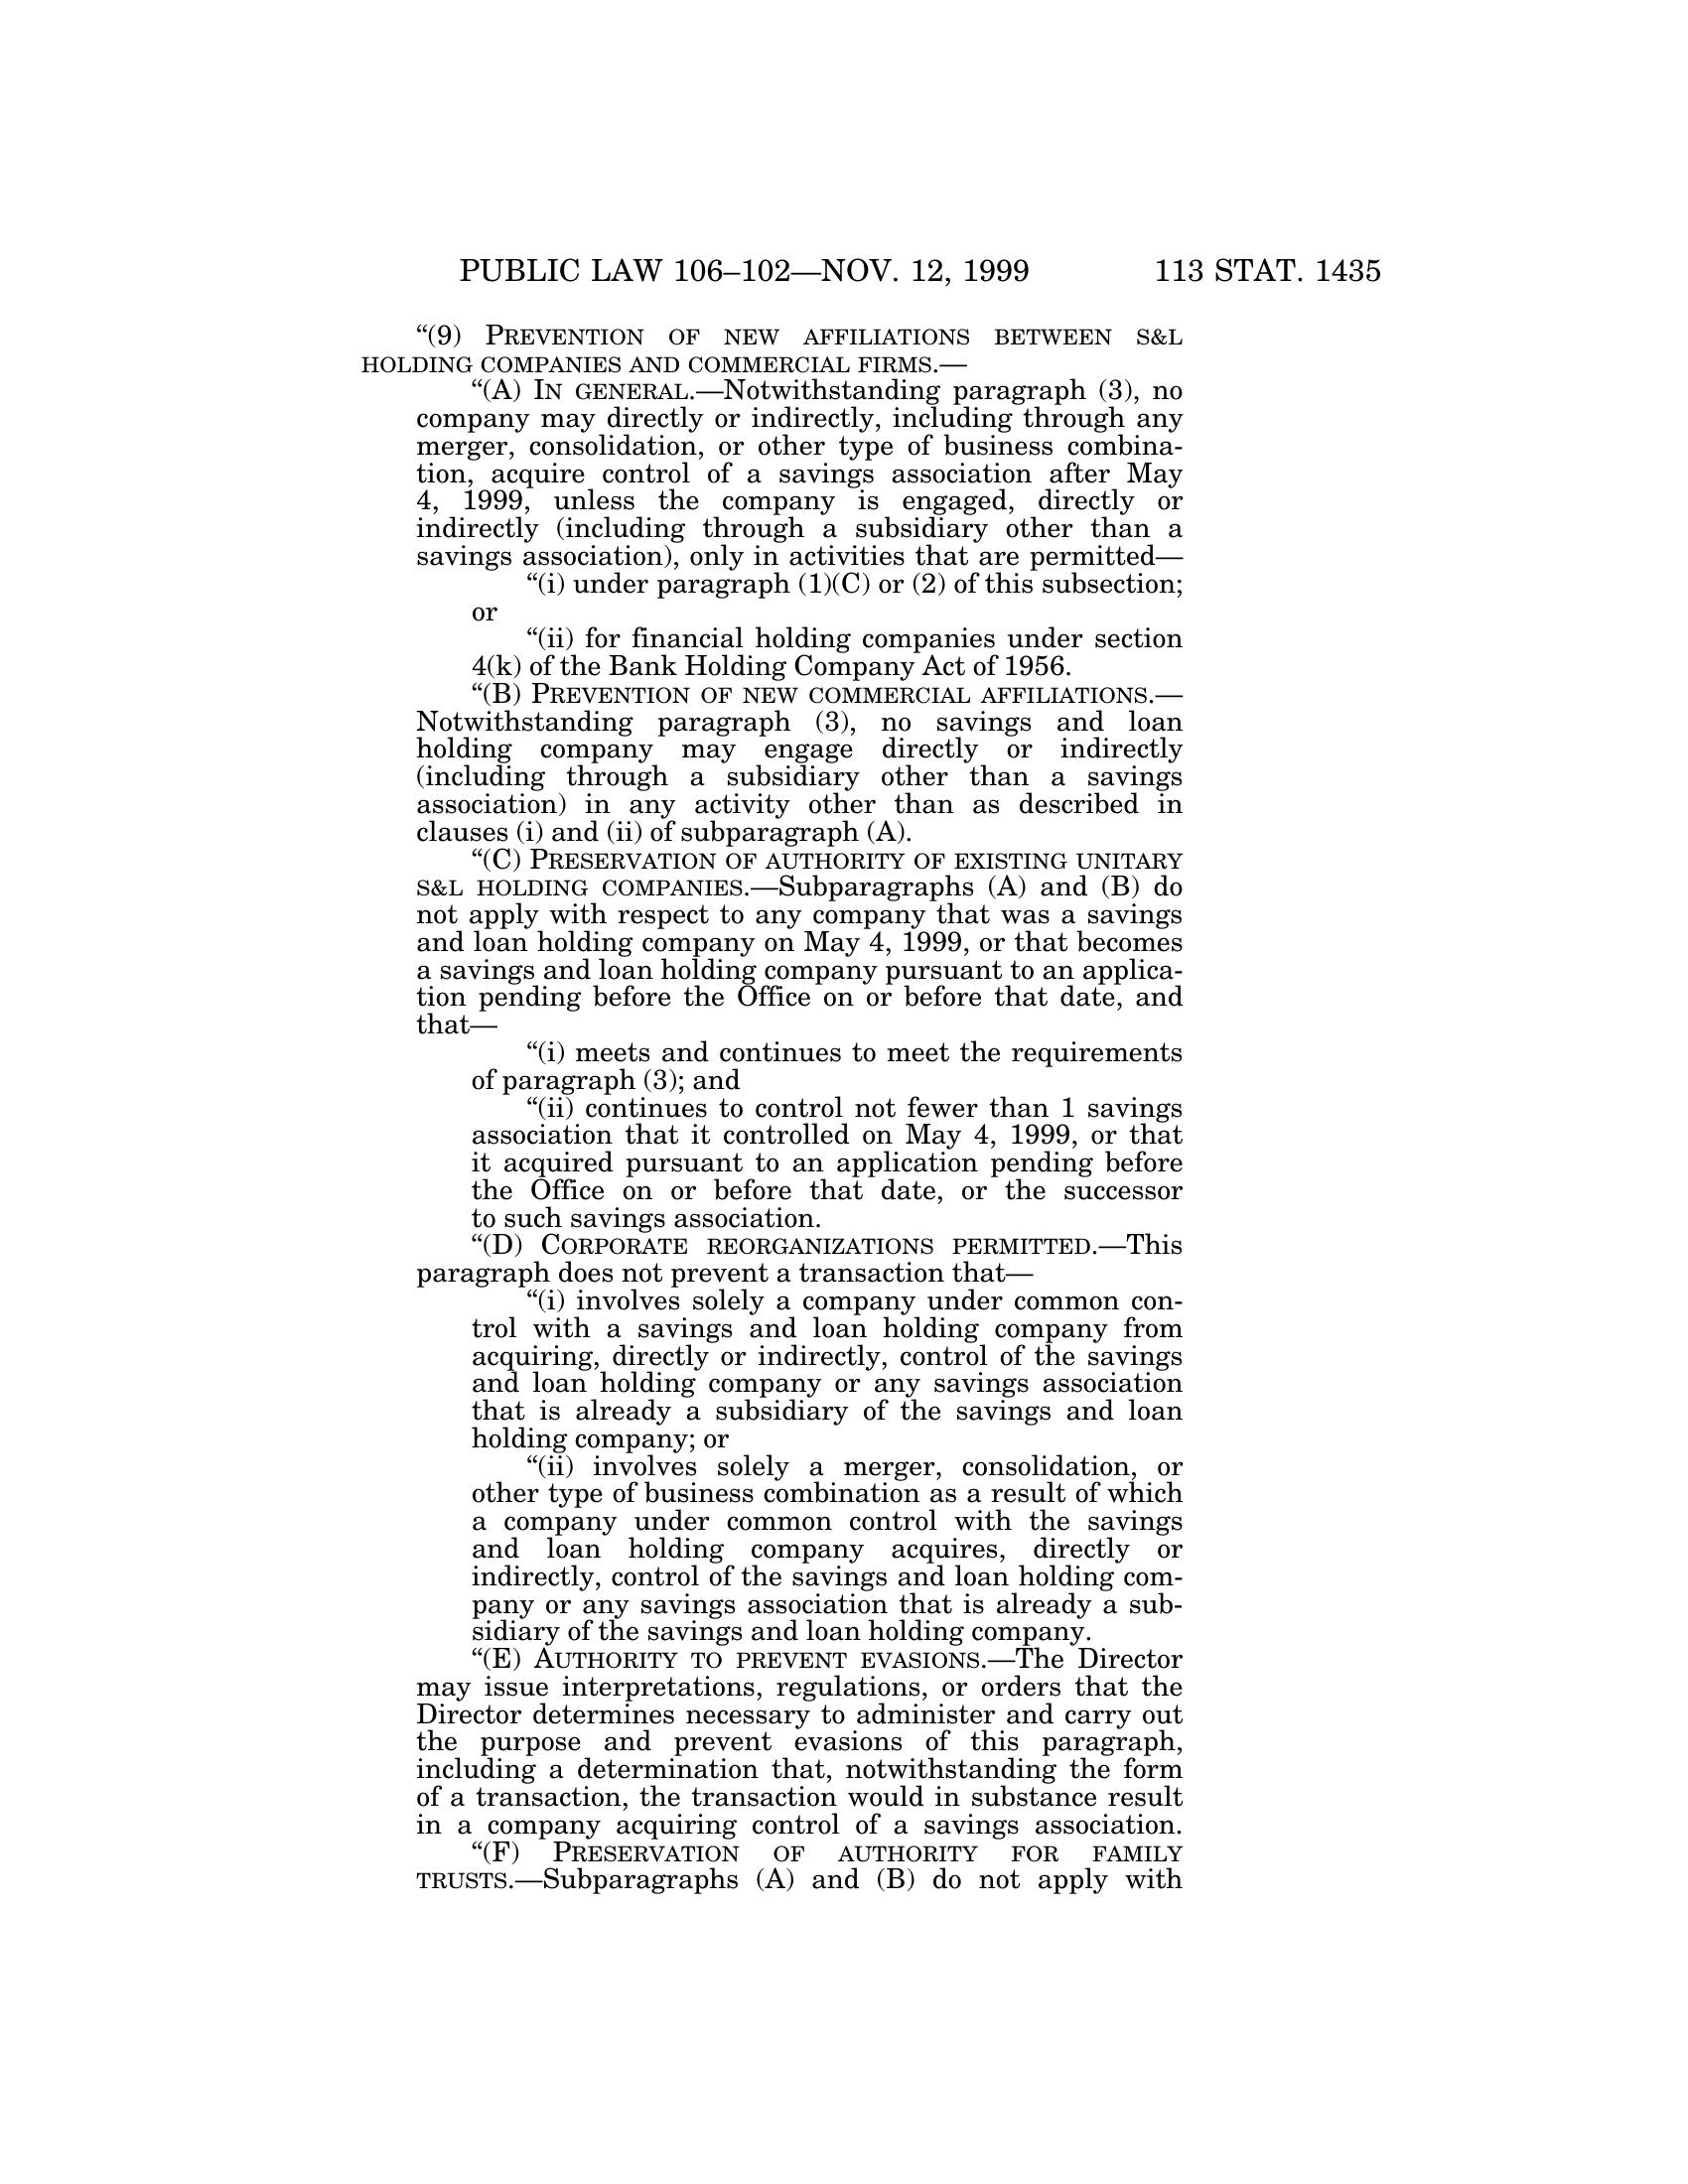 PUBLIC LAW 106–102—NOV. 12, 1999 113 STAT. 1435
“(9) PREVENTION OF NEW AFFILIATIONS BETWEEN S&L
HOLDING COMPANIES AND COMMERCIAL FIRMS.—
“(A) IN GENERAL.—Notwithstanding paragraph (3), no
company may directly or indirectly, including through any
merger, consolidation, or other type of business combina-
tion, acquire control of a savings association after May
4, 1999, unless the company is engaged, directly or
indirectly (including through a subsidiary other than a
savings association), only in activities that are permitted—
“(i) under paragraph (1)(C) or (2) of this subsection;
or
“(ii) for financial holding companies under section
4(k) of the Bank Holding Company Act of 1956.
“(B) PREVENTION OF NEW COMMERCIAL AFFILIATIONS.—
Notwithstanding paragraph (3), no savings and loan
holding company may engage directly or indirectly
(including through a subsidiary other than a savings
association) in any activity other than as described in
clauses (i) and (ii) of subparagraph (A).
“(C) PRESERVATION OF AUTHORITY OF EXISTING UNITARY
S&L HOLDING COMPANIES.—Subparagraphs (A) and (B) do
not apply with respect to any company that was a savings
and loan holding company on May 4, 1999, or that becomes
a savings and loan holding company pursuant to an applica-
tion pending before the Office on or before that date, and
that—
“(i) meets and continues to meet the requirements
of paragraph (3); and
“(ii) continues to control not fewer than 1 savings
association that it controlled on May 4, 1999, or that
it acquired pursuant to an application pending before
the Office on or before that date, or the successor
to such savings association.
“(D) CORPORATE REORGANIZATIONS PERMITTED.—This
paragraph does not prevent a transaction that—
“(i) involves solely a company under common con-
trol with a savings and loan holding company from
acquiring, directly or indirectly, control of the savings
and loan holding company or any savings association
that is already a subsidiary of the savings and loan
holding company; or
“(ii) involves solely a merger, consolidation, or
other type of business combination as a result of which
a company under common control with the savings
and loan holding company acquires, directly or
indirectly, control of the savings and loan holding com-
pany or any savings association that is already a sub-
sidiary of the savings and loan holding company.
“(E) AUTHORITY TO PREVENT EVASIONS.—The Director
may issue interpretations, regulations, or orders that the
Director determines necessary to administer and carry out
the purpose and prevent evasions of this paragraph,
including a determination that, notwithstanding the form
of a transaction, the transaction would in substance result
in a company acquiring control of a savings association.
“(F) PRESERVATION OF AUTHORITY FOR FAMILY
TRUSTS.—Subparagraphs (A) and (B) do not apply with